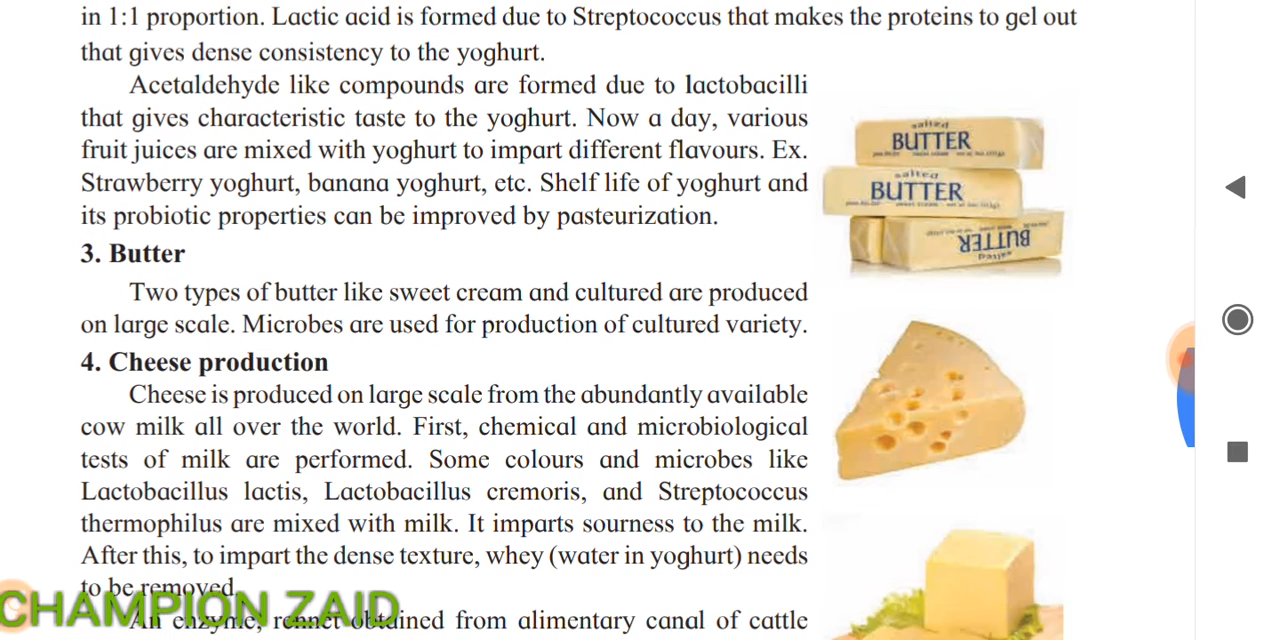 in 1:1 proportion. Lactic acid is formed due to Streptococcus that makes the proteins to gel out
that gives dense consistency to the yoghurt.
Acetaldehyde like compounds are formed due to lactobacilli
that gives characteristic taste to the yoghurt. Now a day, various
fruit juices are mixed with yoghurt to impart different flavours. Ex.
Strawberry yoghurt, banana yoghurt, etc. Shelf life of yoghurt and
its probiotic properties can be improved by pasteurization.
salted
BUTTER
salted
BUTTER
BUTTER
salted
3. Butter
Two types of butter like sweet cream and cultured are produced
on large scale. Microbes are used for production of cultured variety.
4. Cheese production
Cheese is produced on large scale from the abundantly available
cow milk all over the world. First, chemical and microbiological
tests of milk are performed. Some colours and microbes like
Lactobacillus lactis, Lactobacillus cremoris, and Streptococcus
thermophilus are mixed with milk. It imparts sourness to the milk.
After this, to impart the dense texture, whey (water in yoghurt) needs
to be removed.
CHAMPION ZAID
An enzyme, rennet obtained from alimentary canal of cattle